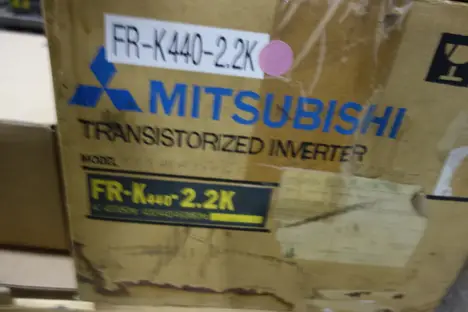 FR-K440-2.2K
MITSUBISHI
TRANSISTORIZED INVERTER
MODEL
FR-K440-2.2K